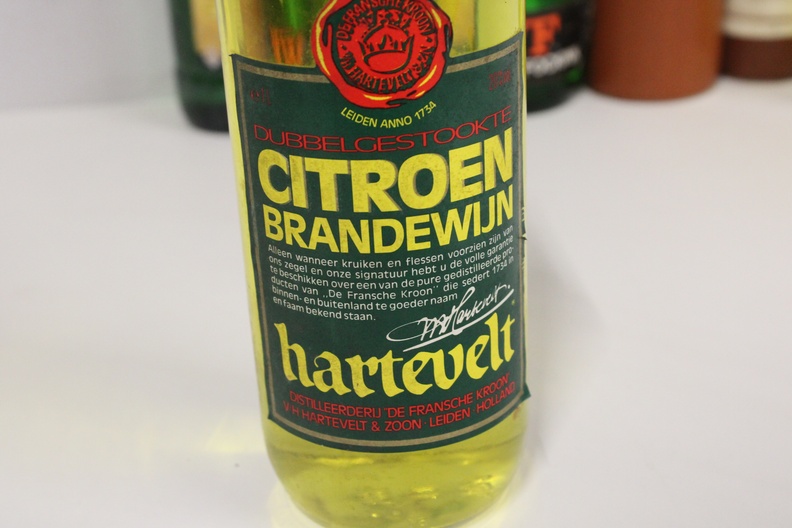 DE FRANSCHE KROON
V.H. HARTEVELT & Z.
LEIDEN ANNO 1734
DUBBELGESTOOKTE
CITROEN
BRANDEWIJN
Alleen wanneer kruiken en flessen voorzien zijn van
ons zegel en onze signatuur hebt u de volle garantie
te beschikken over een van de pure gedistilleerde pro-
ducten van „De Fransche Kroon" die sedert 1734 in
binnen- en buitenland te goeder naam
en faam bekend staan.
hartevelt
DISTILLEERDERIJ "DE FRANSCHE KROON"
V·H HARTEVELT & ZOON · LEIDEN · HOLLAND
F